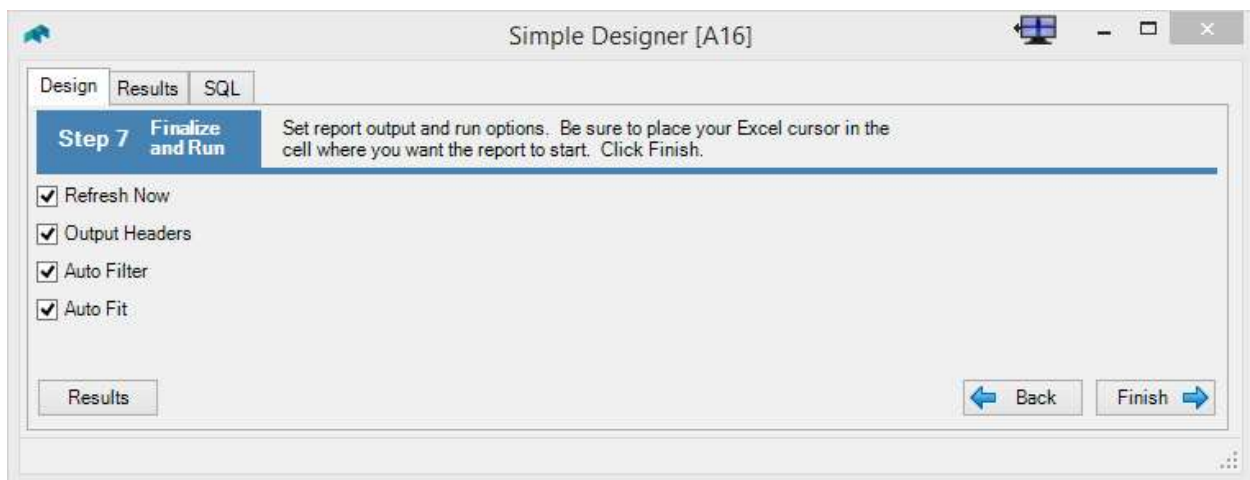 Simple Designer [A16]
Design Results SQL
Step 7 Finalize and Run
Set report output and run options. Be sure to place your Excel cursor in the
cell where you want the report to start. Click Finish.
Refresh Now
Output Headers
Auto Filter
Auto Fit
Results Back Finish